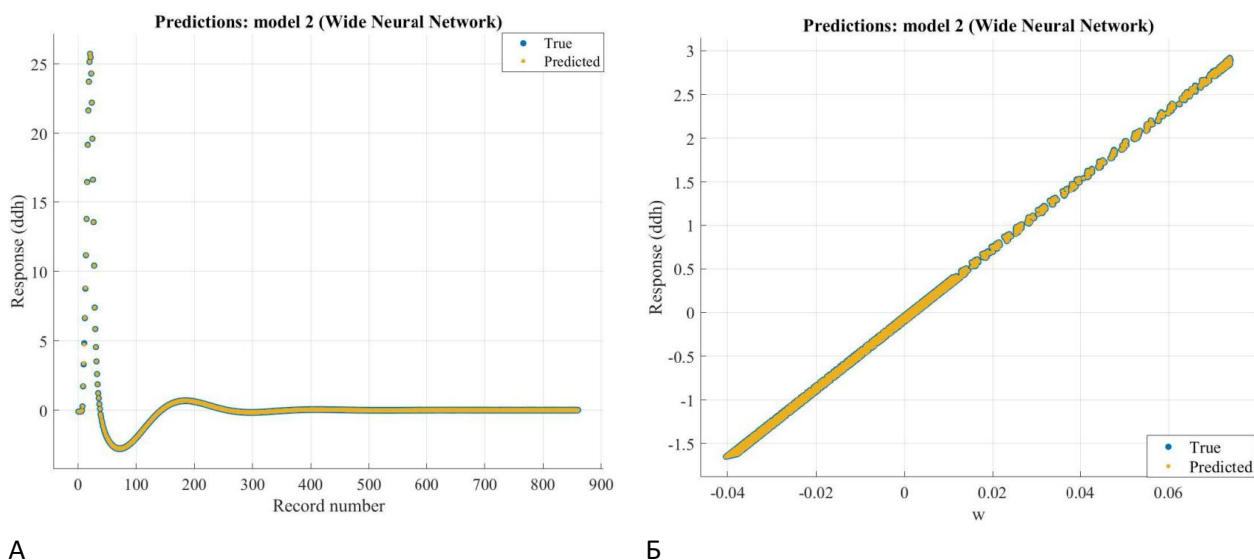 Predictions: model 2 (Wide Neural Network)
True
Predicted
25
20
15
10
5
0
Response (ddh)
0 100 200 300 400 500 600 700 800 900
Record number
А
Predictions: model 2 (Wide Neural Network)
3
2.5
2
1.5
1
0.5
0
-0.5
-1
-1.5
Response (ddh)
True
Predicted
-0.04 -0.02 0 0.02 0.04 0.06
w
Б